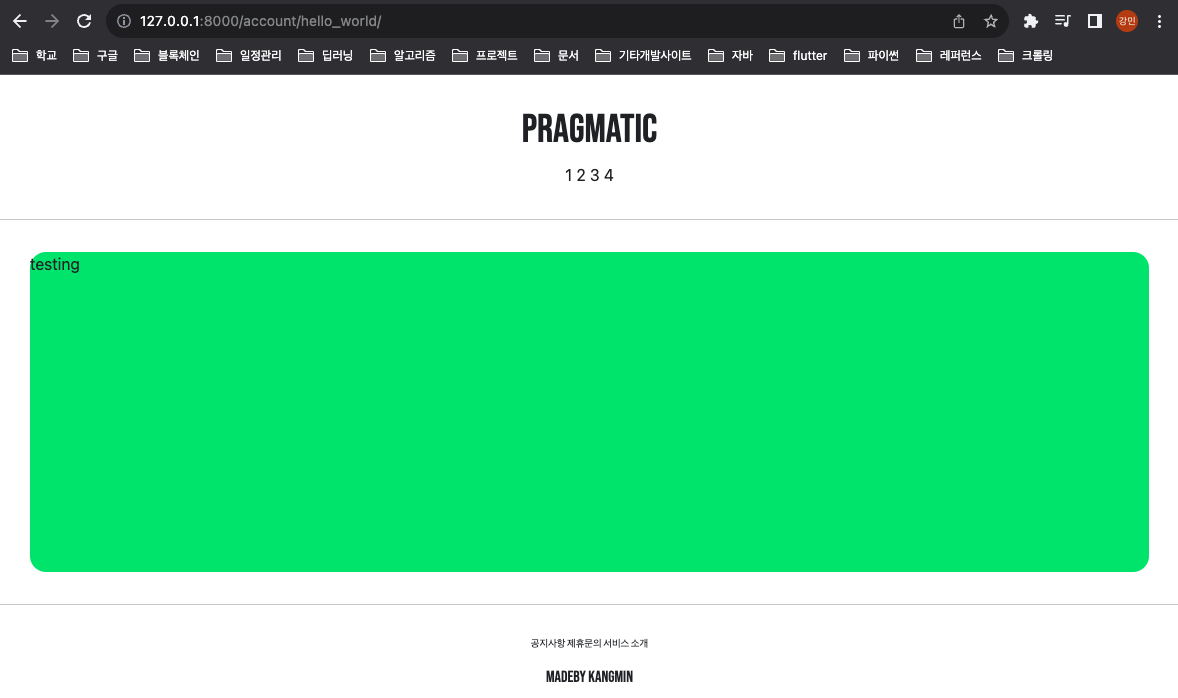 127.0.0.1:8000/account/hello_world/
강민
학교 구글 블록체인 일정관리 딥러닝 알고리즘 프로젝트 문서 기타개발사이트 자바 flutter 파이썬 레퍼런스 크롤링
PRAGMATIC
1 2 3 4
testing
공지사항 제휴문의 서비스 소개
MADEBY KANGMIN